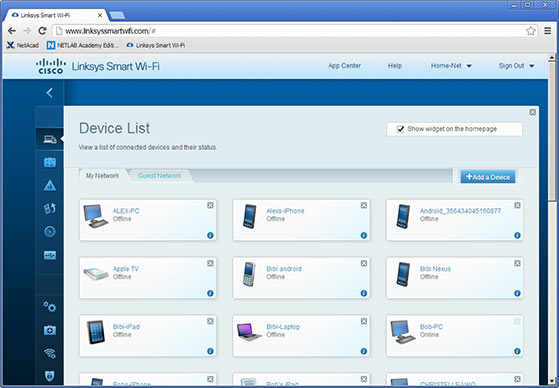 Linksys Smart Wi-Fi
www.linksyssmartwifi.com/#
NetAcad
NETLAB Academy Editi...
Linksys Smart Wi-Fi
CISCO
Linksys Smart Wi-Fi
App Center
Help
Home-Net
Sign Out
Device List
Show widget on the homepage
View a list of connected devices and their status.
My Network
Guest Network
+Add a Device
ALEX-PC
Offline
Alexs-iPhone
Offline
Android_356434045160877
Offline
Apple TV
Offline
Bibi android
Offline
Bibi Nexus
Offline
Bibi-iPad
Offline
Bibi-Laptop
Offline
Bob-PC
Online
Bobs-iPhone
Bob's iPad
CHRISTELLE-VAIO